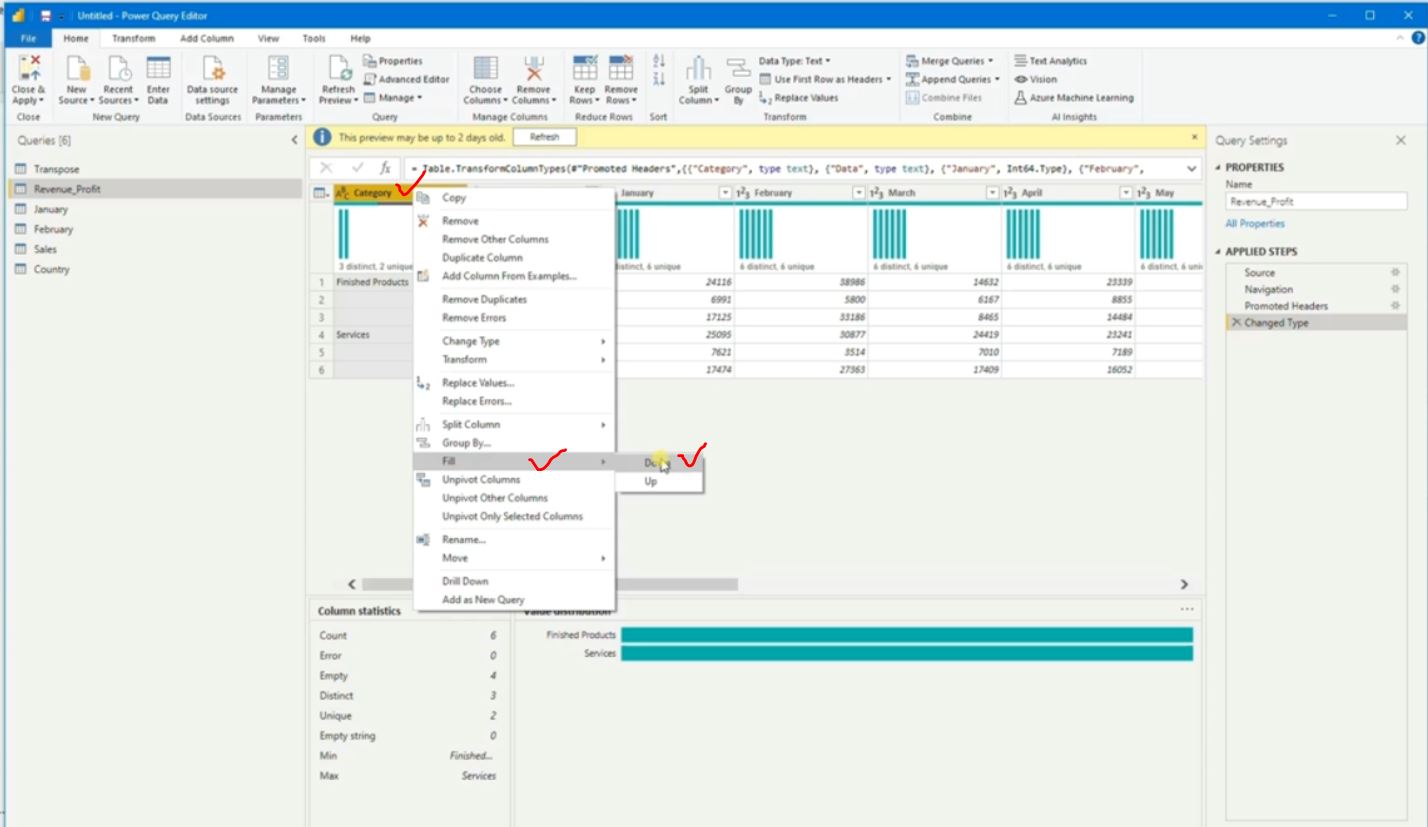 Untitled - Power Query Editor
File Home Transform Add Column View Tools Help
Close & Apply
Close
New Source
Recent Sources
Enter Data
New Query
Data source settings
Data Sources
Manage Parameters
Parameters
Refresh Preview
Properties
Advanced Editor
Manage
Query
Choose Columns
Remove Columns
Manage Columns
Keep Rows
Remove Rows
Reduce Rows
Sort
Split Column
Group By
Data Type: Text
Use First Row as Headers
Replace Values
Transform
Merge Queries
Append Queries
Combine Files
Combine
Text Analytics
Vision
Azure Machine Learning
AI Insights
Queries [6]
Transpose
Revenue_Profit
January
February
Sales
Country
This preview may be up to 2 days old. Refresh
= Table.TransformColumnTypes(#"Promoted Headers",{{"Category", type text}, {"Data", type text}, {"January", Int64.Type}, {"February",
Category January February March April May
3 distinct, 2 unique distinct, 6 unique 6 distinct, 6 unique 6 distinct, 6 unique 6 distinct, 6 unique 6 distinct, 6 uni
1 Finished Products 24116 38986 14632 23339
2 6991 5800 6167 8855
3 17125 33186 8465 14484
4 Services 25095 30877 24419 23241
5 7621 3514 7010 7189
6 17474 27363 17409 16052
Copy
Remove
Remove Other Columns
Duplicate Column
Add Column From Examples...
Remove Duplicates
Remove Errors
Change Type
Transform
Replace Values...
Replace Errors...
Split Column
Group By...
Fill
Unpivot Columns
Unpivot Other Columns
Unpivot Only Selected Columns
Rename...
Move
Drill Down
Add as New Query
Up
Column statistics
Count 6
Error 0
Empty 4
Distinct 3
Unique 2
Empty string 0
Min Finished...
Max Services
Value distribution
Finished Products
Services
Query Settings
PROPERTIES
Name
Revenue_Profit
All Properties
APPLIED STEPS
Source
Navigation
Promoted Headers
Changed Type